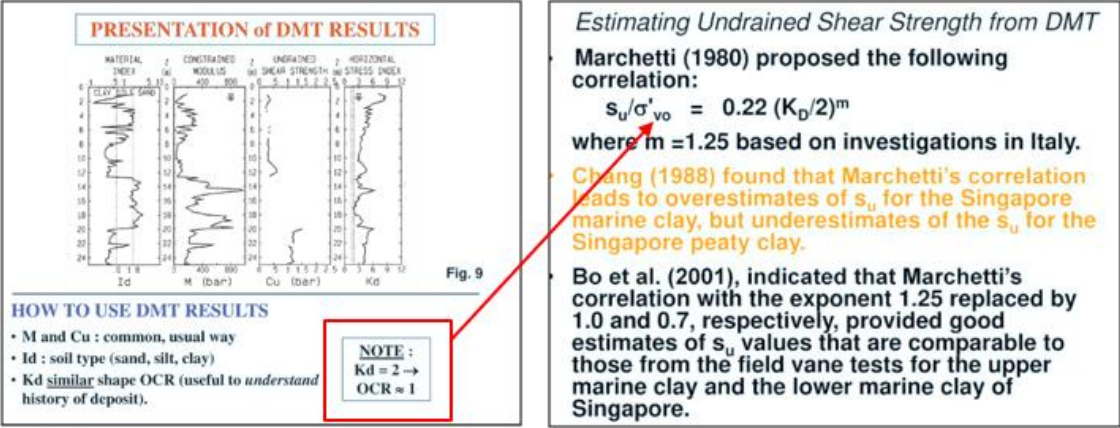 PRESENTATION of DMT RESULTS
MATERIAL INDEX
CONSTRAINED MODULUS
UNDRAINED SHEAR STRENGTH
HORIZONTAL STRESS INDEX
CLAY SAND
Id
M (bar)
Cu (bar)
Kd
Fig. 9
HOW TO USE DMT RESULTS
• M and Cu : common, usual way
• Id : soil type (sand, silt, clay)
• Kd similar shape OCR (useful to understand
history of deposit).
NOTE :
Kd = 2 →
OCR ≈ 1
Estimating Undrained Shear Strength from DMT
• Marchetti (1980) proposed the following
correlation:
su/σ'vo = 0.22 (KD/2)m
where m =1.25 based on investigations in Italy.
• Chang (1988) found that Marchetti's correlation
leads to overestimates of su for the Singapore
marine clay, but underestimates of the su for the
Singapore peaty clay.
• Bo et al. (2001), indicated that Marchetti's
correlation with the exponent 1.25 replaced by
1.0 and 0.7, respectively, provided good
estimates of su values that are comparable to
those from the field vane tests for the upper
marine clay and the lower marine clay of
Singapore.